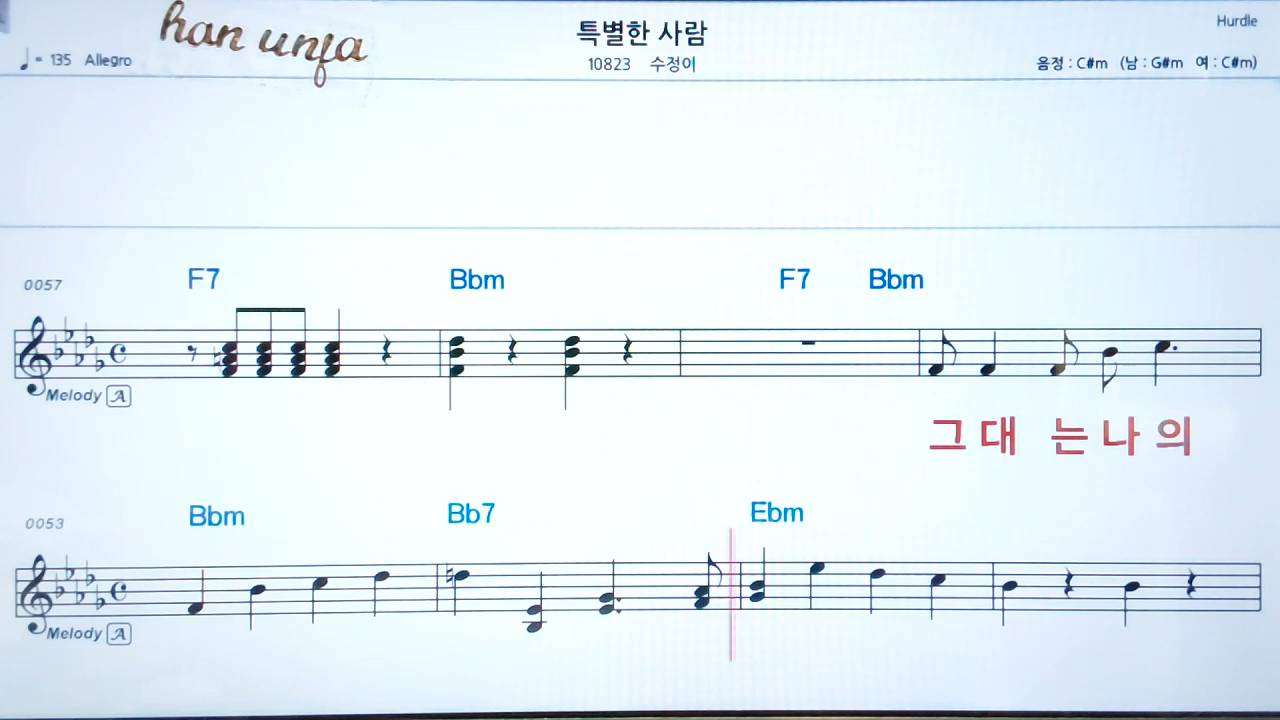 han unfa
특별한 사람
Hurdle
♩ = 135 Allegro
10823 수정이
음정 : C#m (남 : G#m 여 : C#m)
0057 F7 Bbm F7 Bbm
Melody A
그 대 는 나 의
0053 Bbm Bb7 Ebm
Melody A